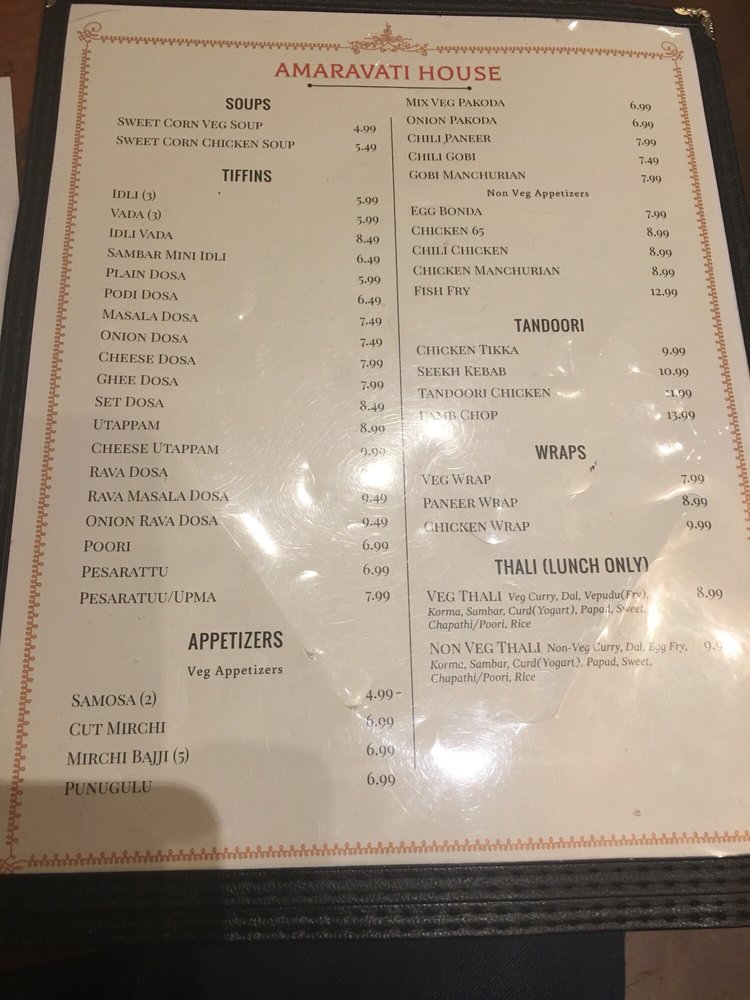 AMARAVATI HOUSE
SOUPS
SWEET CORN VEG SOUP 4.99
SWEET CORN CHICKEN SOUP 5.49
TIFFINS
IDLI (3) 5.99
VADA (3) 5.99
IDLI VADA 8.49
SAMBAR MINI IDLI 6.49
PLAIN DOSA 5.99
PODI DOSA 6.49
MASALA DOSA 7.49
ONION DOSA 7.49
CHEESE DOSA 7.99
GHEE DOSA 7.99
SET DOSA 8.49
UTAPPAM 8.99
CHEESE UTAPPAM 9.99
RAVA DOSA
RAVA MASALA DOSA 9.49
ONION RAVA DOSA 9.49
POORI 6.99
PESARATTU 6.99
PESARATUU/UPMA 7.99
APPETIZERS
Veg Appetizers
SAMOSA (2) 4.99
CUT MIRCHI 6.99
MIRCHI BAJJI (5) 6.99
PUNUGULU 6.99
MIX VEG PAKODA 6.99
ONION PAKODA 6.99
CHILI PANEER 7.99
CHILI GOBI 7.49
GOBI MANCHURIAN 7.99
Non Veg Appetizers
EGG BONDA 7.99
CHICKEN 65 8.99
CHILI CHICKEN 8.99
CHICKEN MANCHURIAN 8.99
FISH FRY 12.99
TANDOORI
CHICKEN TIKKA 9.99
SEEKH KEBAB 10.99
TANDOORI CHICKEN 11.99
LAMB CHOP 13.99
WRAPS
VEG WRAP 7.99
PANEER WRAP 8.99
CHICKEN WRAP 9.99
THALI (LUNCH ONLY)
VEG THALI Veg Curry, Dal, Vepudu(Fry), 8.99
Korma, Sambar, Curd(Yogart), Papad, Sweet,
Chapathi/Poori, Rice
NON VEG THALI Non-Veg Curry, Dal, Egg Fry,
Korma, Sambar, Curd(Yogart), Papad, Sweet,
Chapathi/Poori, Rice